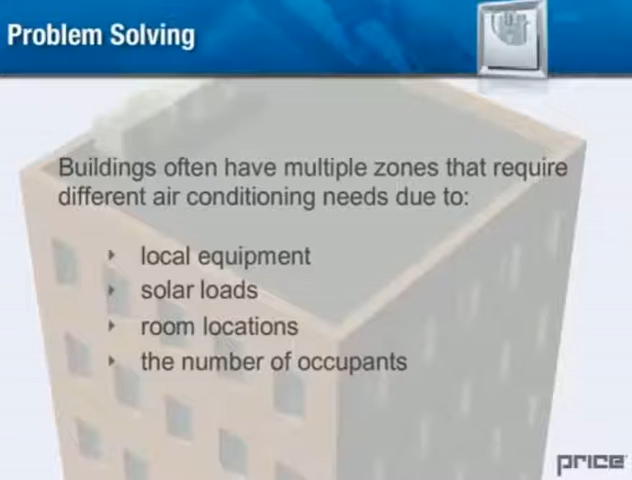 Problem Solving
Buildings often have multiple zones that require
different air conditioning needs due to:
local equipment
solar loads
room locations
the number of occupants
price